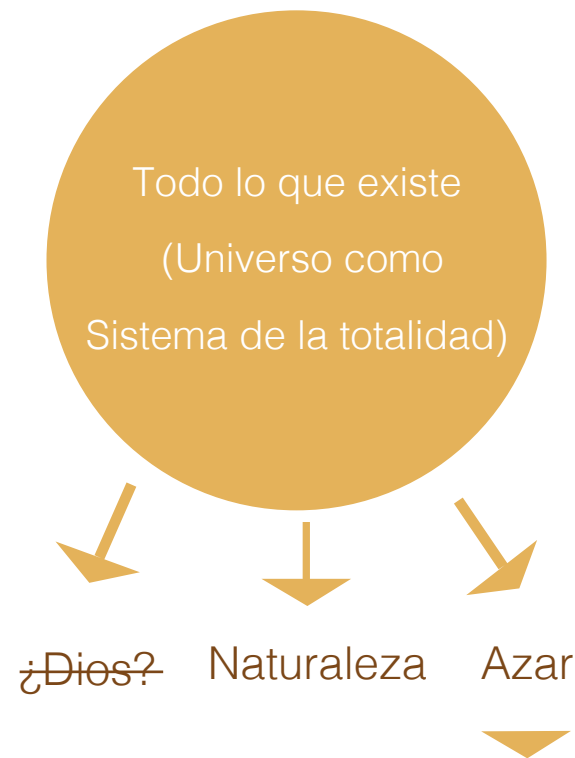 Todo lo que existe
(Universo como
Sistema de la totalidad)
¿Dios? Naturaleza Azar